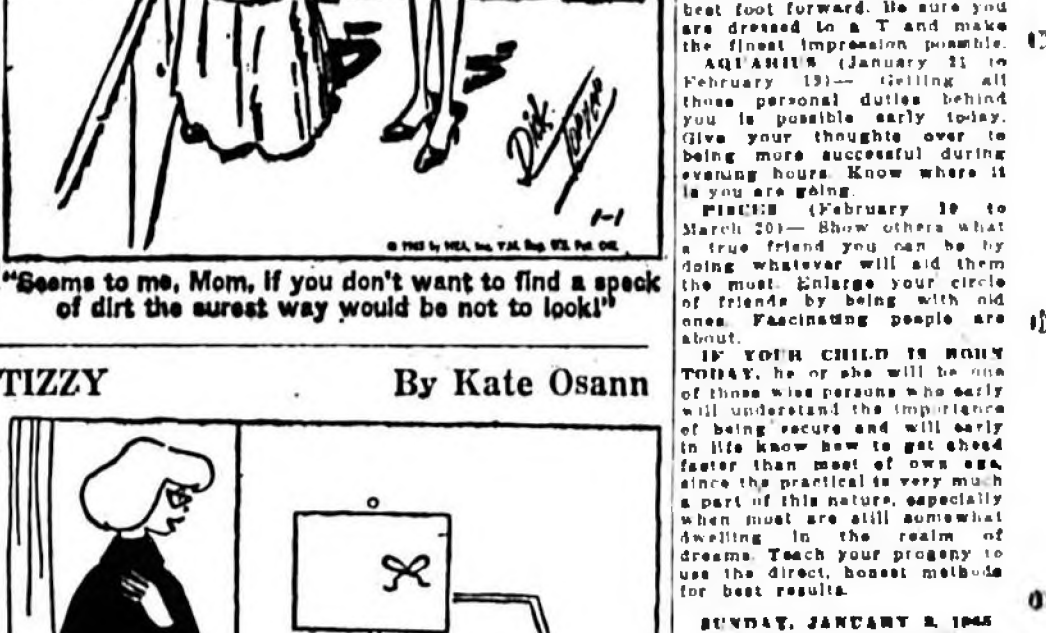 Dick Turner
1-1
© 1965 by NEA, Inc. T.M. Reg. U.S. Pat. Off.
"Seems to me, Mom, if you don't want to find a speck
of dirt the surest way would be not to look!"
TIZZY By Kate Osann
best foot forward. Be sure you
are dressed to a T and make
the finest impression possible.
AQUARIUS (January 21 to
February 19)— Getting all
those personal duties behind
you is possible early today.
Give your thoughts over to
being more successful during
evening hours. Know where it
is you are going.
PISCES (February 20 to
March 20)— Show others what
a true friend you can be by
doing whatever will aid them
the most. Enlarge your circle
of friends by being with old
ones. Fascinating people are
about.
IF YOUR CHILD IS BORN
TODAY, he or she will be one
of those wise persons who early
will understand the importance
of being secure and will early
in life know how to get ahead
faster than most of own age,
since the practical is very much
a part of this nature, especially
when most are still somewhat
dwelling in the realm of
dreams. Teach your progeny to
use the direct, honest methods
for best results.
SUNDAY, JANUARY 3, 1965